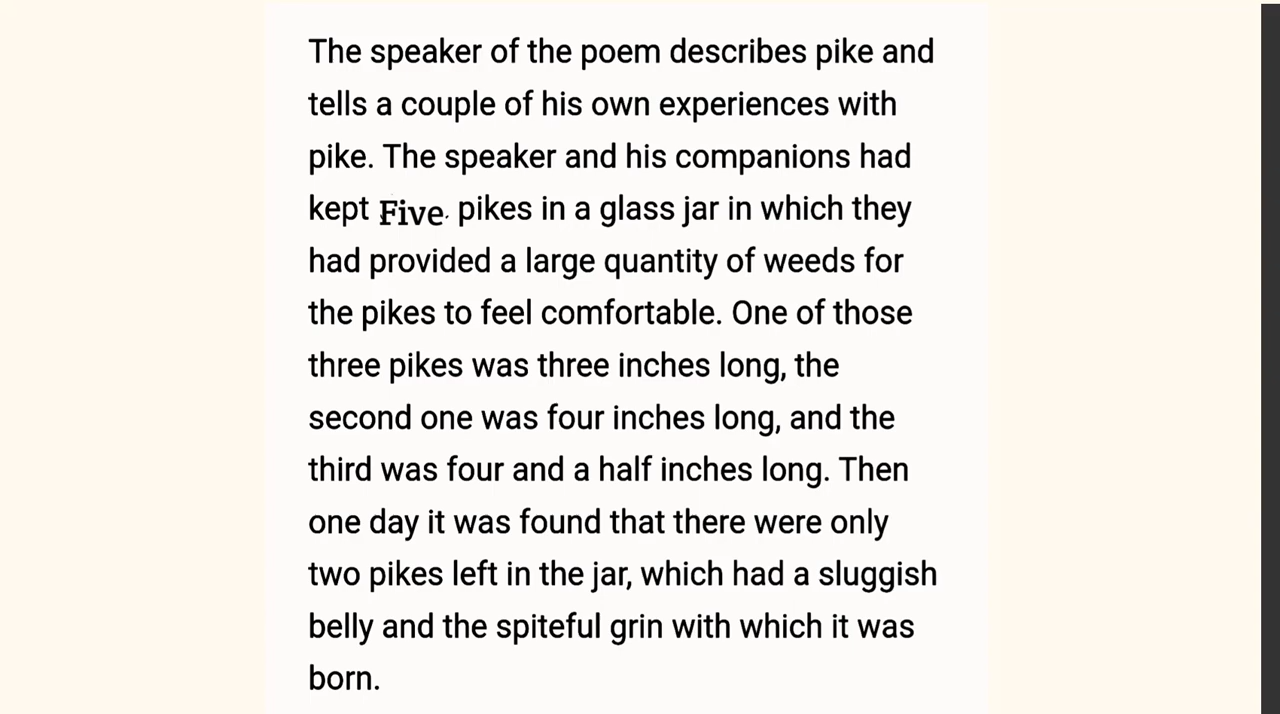 The speaker of the poem describes pike and
tells a couple of his own experiences with
pike. The speaker and his companions had
kept Five pikes in a glass jar in which they
had provided a large quantity of weeds for
the pikes to feel comfortable. One of those
three pikes was three inches long, the
second one was four inches long, and the
third was four and a half inches long. Then
one day it was found that there were only
two pikes left in the jar, which had a sluggish
belly and the spiteful grin with which it was
born.